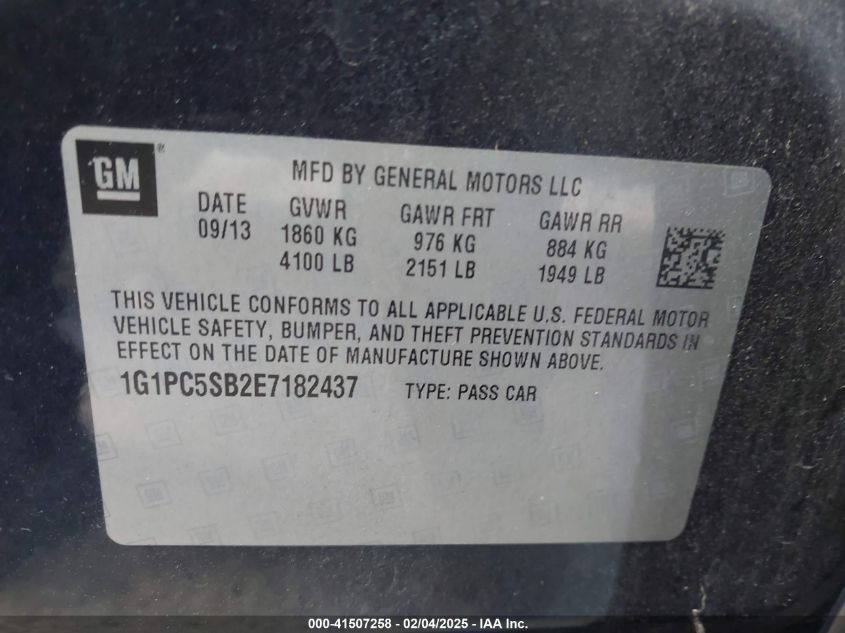 GM®
MFD BY GENERAL MOTORS LLC
DATE GVWR GAWR FRT GAWR RR
09/13 1860 KG 976 KG 884 KG
4100 LB 2151 LB 1949 LB
THIS VEHICLE CONFORMS TO ALL APPLICABLE U.S. FEDERAL MOTOR
VEHICLE SAFETY, BUMPER, AND THEFT PREVENTION STANDARDS IN
EFFECT ON THE DATE OF MANUFACTURE SHOWN ABOVE.
1G1PC5SB2E7182437 TYPE: PASS CAR
000-41507258 - 02/04/2025 - IAA Inc.